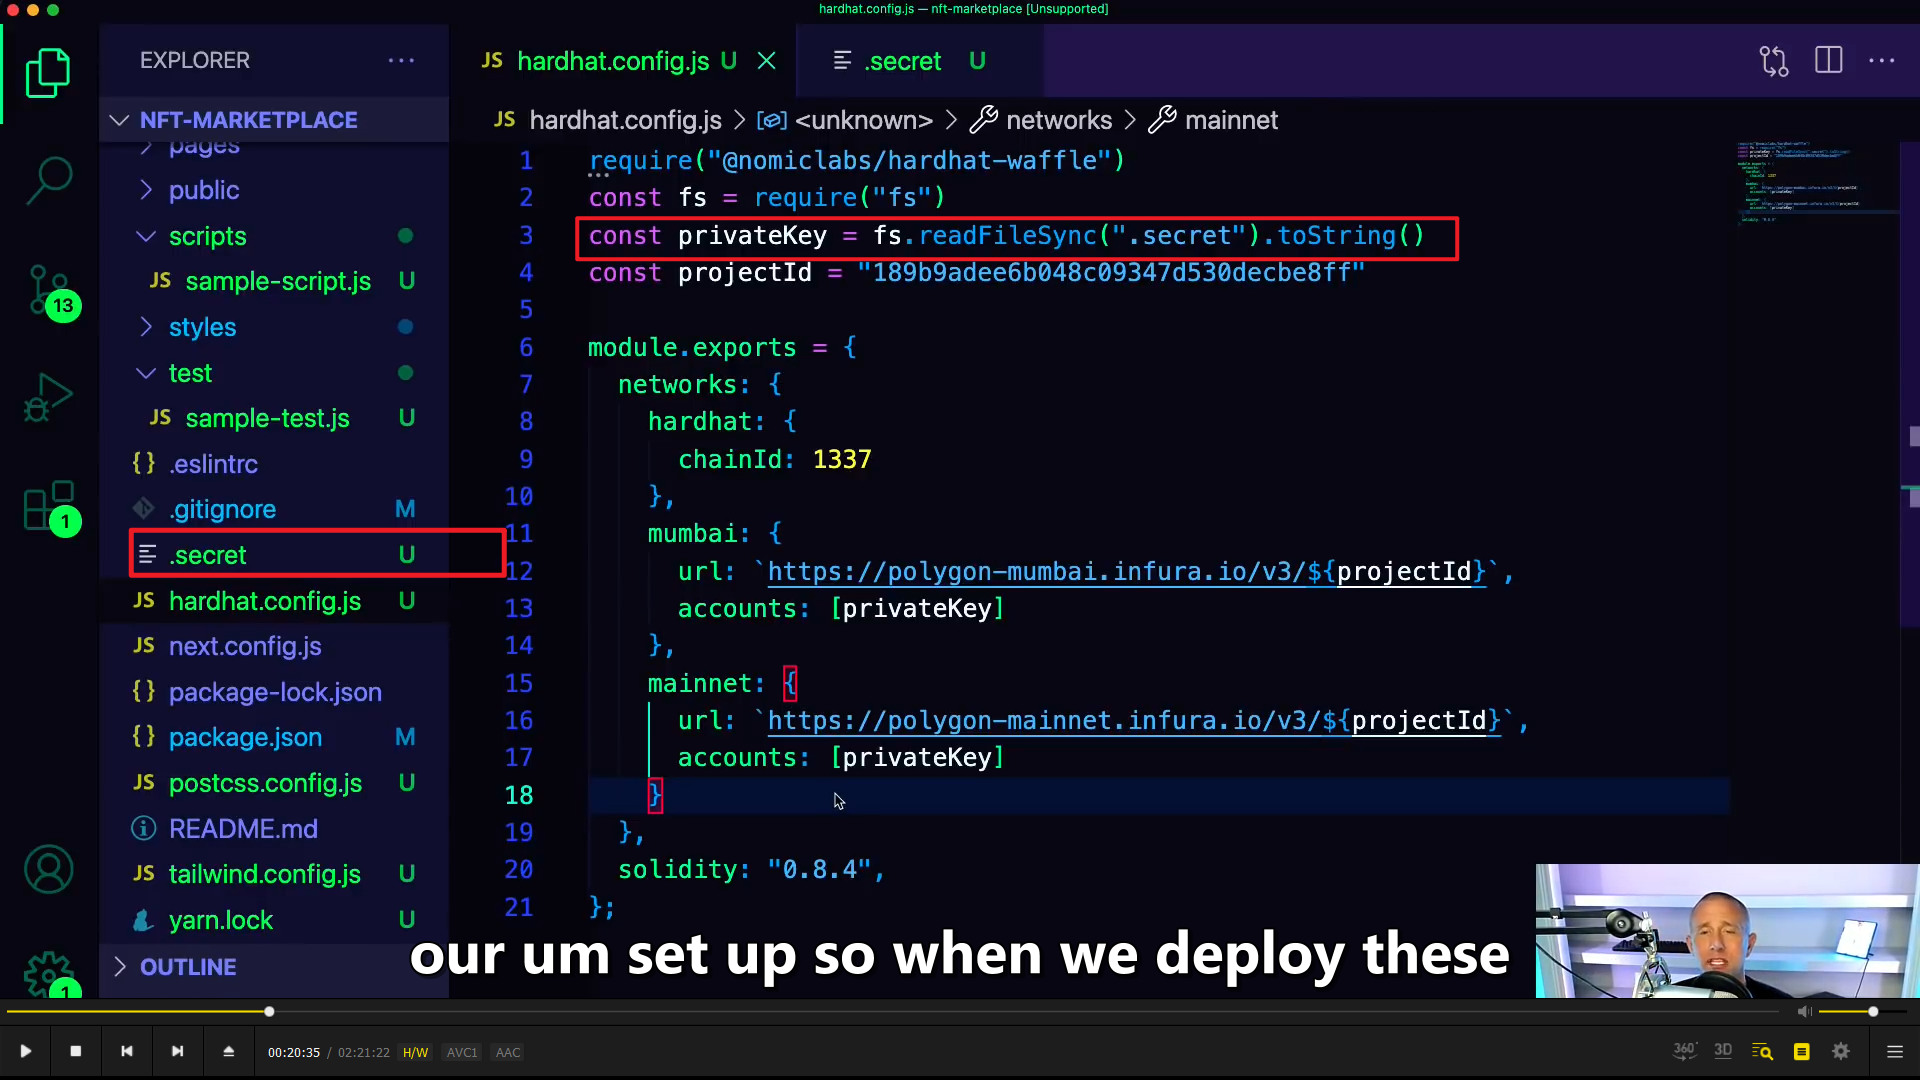 hardhat.config.js — nft-marketplace [Unsupported]
EXPLORER
JS hardhat.config.js U
.secret U
NFT-MARKETPLACE
JS hardhat.config.js > <unknown> > networks > mainnet
pages
public
scripts
JS sample-script.js U
styles
test
JS sample-test.js U
{} .eslintrc
.gitignore M
.secret U
JS hardhat.config.js U
JS next.config.js
{} package-lock.json
{} package.json M
JS postcss.config.js U
README.md
JS tailwind.config.js U
yarn.lock U
OUTLINE
13
1
1
1 require("@nomiclabs/hardhat-waffle")
2 const fs = require("fs")
3 const privateKey = fs.readFileSync(".secret").toString()
4 const projectId = "189b9adee6b048c09347d530decbe8ff"
5
6 module.exports = {
7 networks: {
8 hardhat: {
9 chainId: 1337
10 },
11 mumbai: {
12 url: `https://polygon-mumbai.infura.io/v3/${projectId}`,
13 accounts: [privateKey]
14 },
15 mainnet: {
16 url: `https://polygon-mainnet.infura.io/v3/${projectId}`,
17 accounts: [privateKey]
18 }
19 },
20 solidity: "0.8.4",
21 };
our um set up so when we deploy these
00:20:35 / 02:21:22 H/W AVC1 AAC
360° 3D